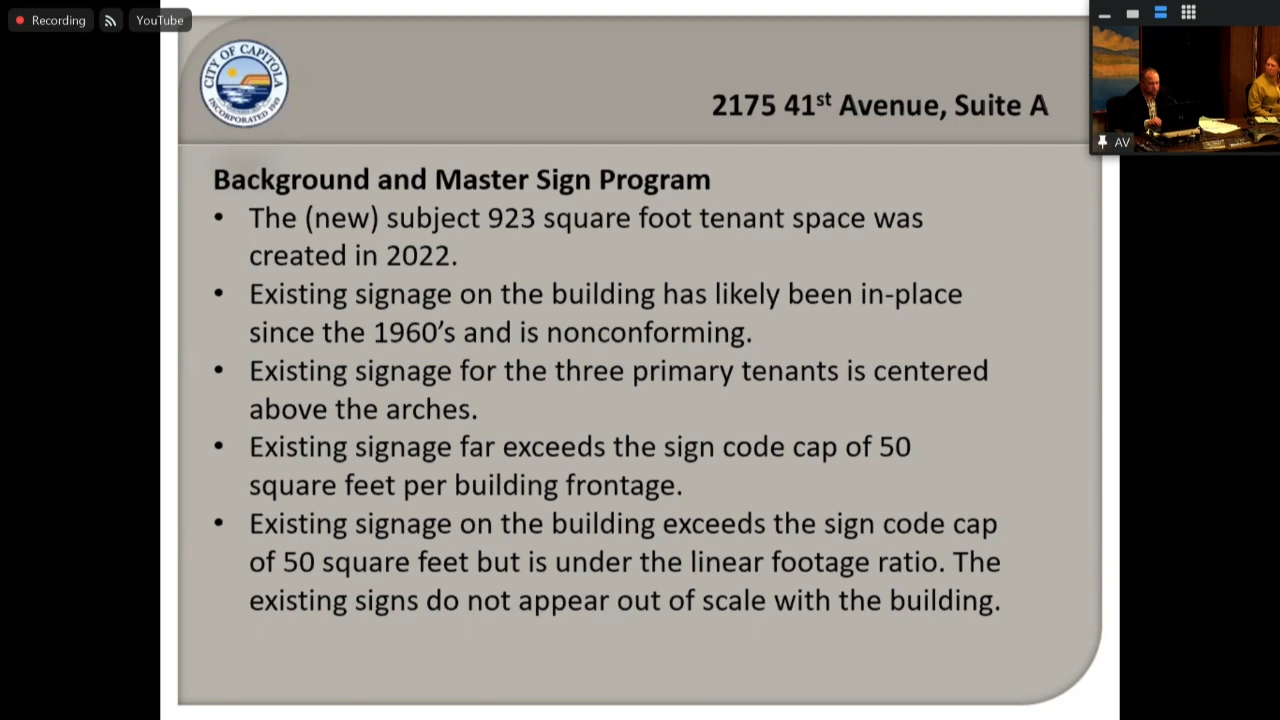 Recording
YouTube
CITY OF CAPITOLA
INCORPORATED 1949
2175 41st Avenue, Suite A
AV
Background and Master Sign Program
• The (new) subject 923 square foot tenant space was
created in 2022.
• Existing signage on the building has likely been in-place
since the 1960’s and is nonconforming.
• Existing signage for the three primary tenants is centered
above the arches.
• Existing signage far exceeds the sign code cap of 50
square feet per building frontage.
• Existing signage on the building exceeds the sign code cap
of 50 square feet but is under the linear footage ratio. The
existing signs do not appear out of scale with the building.